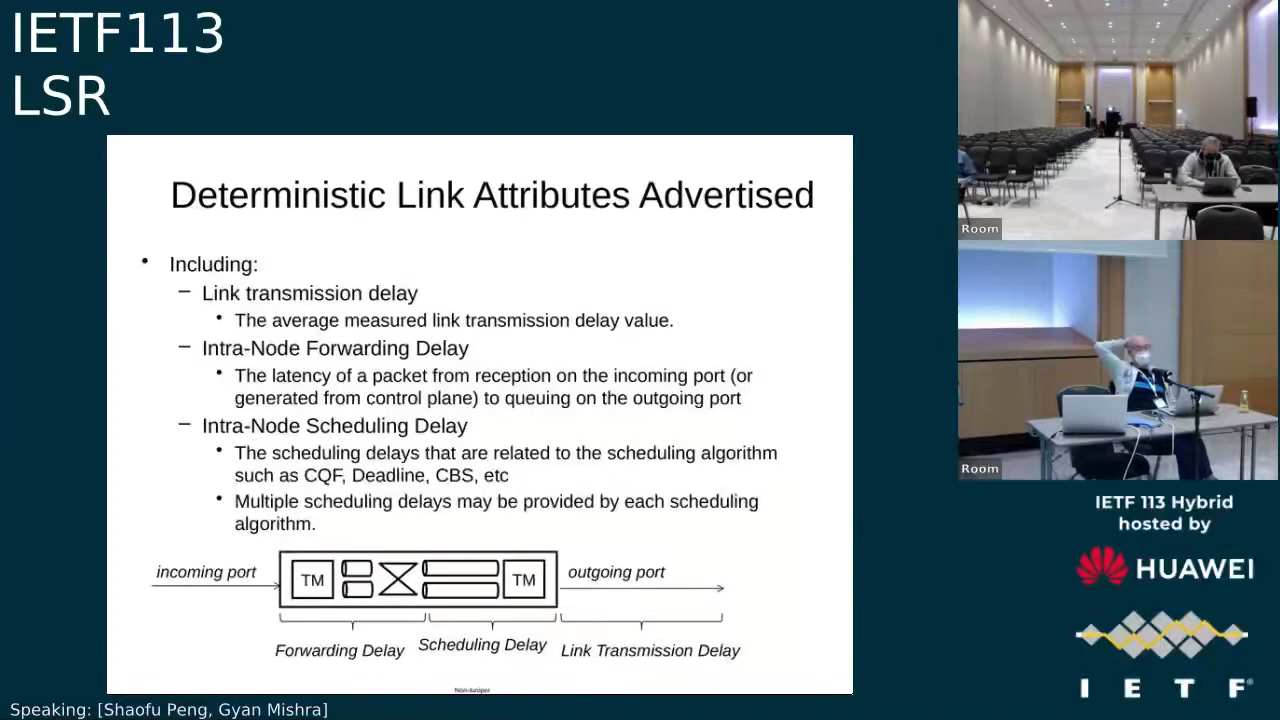 IETF113
LSR
Deterministic Link Attributes Advertised
• Including:
– Link transmission delay
• The average measured link transmission delay value.
– Intra-Node Forwarding Delay
• The latency of a packet from reception on the incoming port (or
generated from control plane) to queuing on the outgoing port
– Intra-Node Scheduling Delay
• The scheduling delays that are related to the scheduling algorithm
such as CQF, Deadline, CBS, etc
• Multiple scheduling delays may be provided by each scheduling
algorithm.
incoming port
TM
TM
outgoing port
Forwarding Delay
Scheduling Delay
Link Transmission Delay
Non-Juniper
Speaking: [Shaofu Peng, Gyan Mishra]
Room
Room
IETF 113 Hybrid
hosted by
HUAWEI
I E T F®